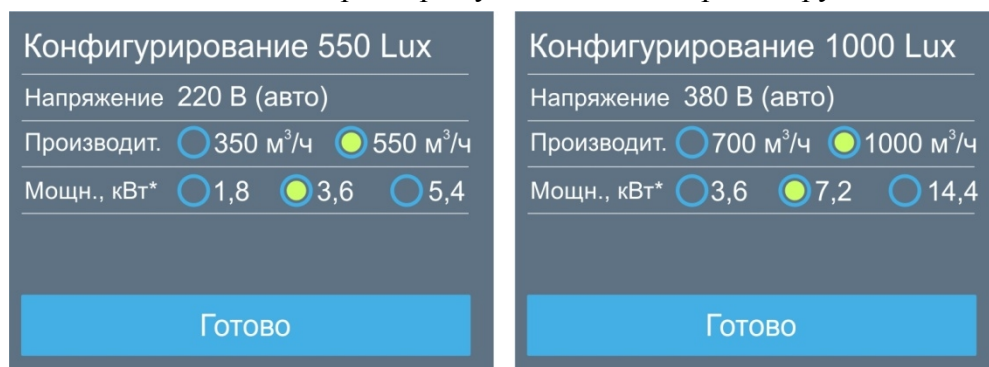 Конфигурирование 550 Lux
Напряжение 220 В (авто)
Производит. 350 м³/ч 550 м³/ч
Мощн., кВт* 1,8 3,6 5,4
Готово
Конфигурирование 1000 Lux
Напряжение 380 В (авто)
Производит. 700 м³/ч 1000 м³/ч
Мощн., кВт* 3,6 7,2 14,4
Готово